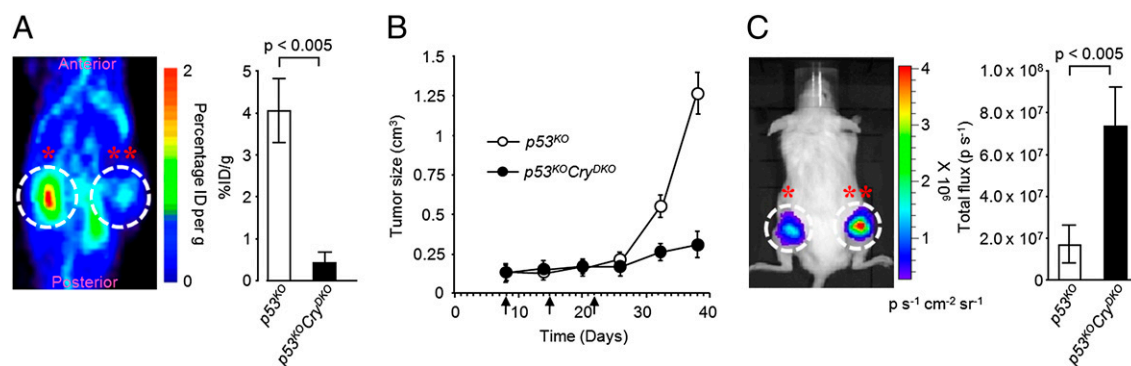 A
Anterior
Posterior
*
**
2
0
Percentage ID per g
p < 0.005
%ID/g
5
4
3
2
1
0
p53ᴷᴼ
p53ᴷᴼCryᴰᴷᴼ
B
Tumor size (cm³)
1.5
1.25
1
0.75
0.5
0.25
0
p53ᴷᴼ
p53ᴷᴼCryᴰᴷᴼ
0 10 20 30 40
Time (Days)
C
*
**
4
3
2
1
X 10⁶
p s⁻¹ cm⁻² sr⁻¹
p < 0.005
Total flux (p s⁻¹)
1.0 x 10⁸
8.0 x 10⁷
6.0 x 10⁷
4.0 x 10⁷
2.0 x 10⁷
0
p53ᴷᴼ
p53ᴷᴼCryᴰᴷᴼ